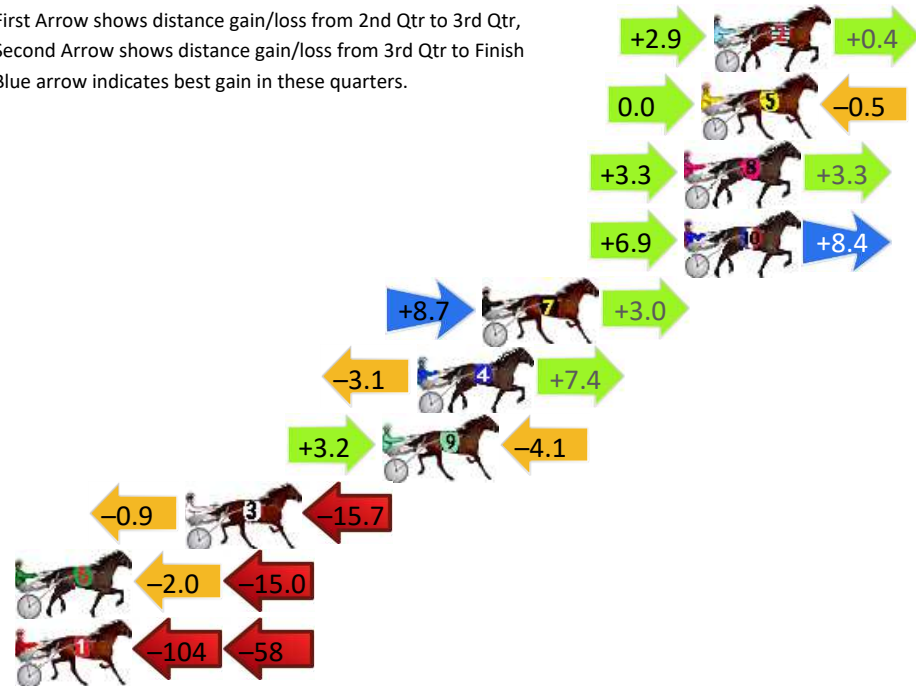 First Arrow shows distance gain/loss from 2nd Qtr to 3rd Qtr,
Second Arrow shows distance gain/loss from 3rd Qtr to Finish
Blue arrow indicates best gain in these quarters.
+2.9 2 +0.4
0.0 5 –0.5
+3.3 8 +3.3
+6.9 10 +8.4
+8.7 7 +3.0
–3.1 4 +7.4
+3.2 9 –4.1
–0.9 3 –15.7
6 –2.0 –15.0
1 –104 –58